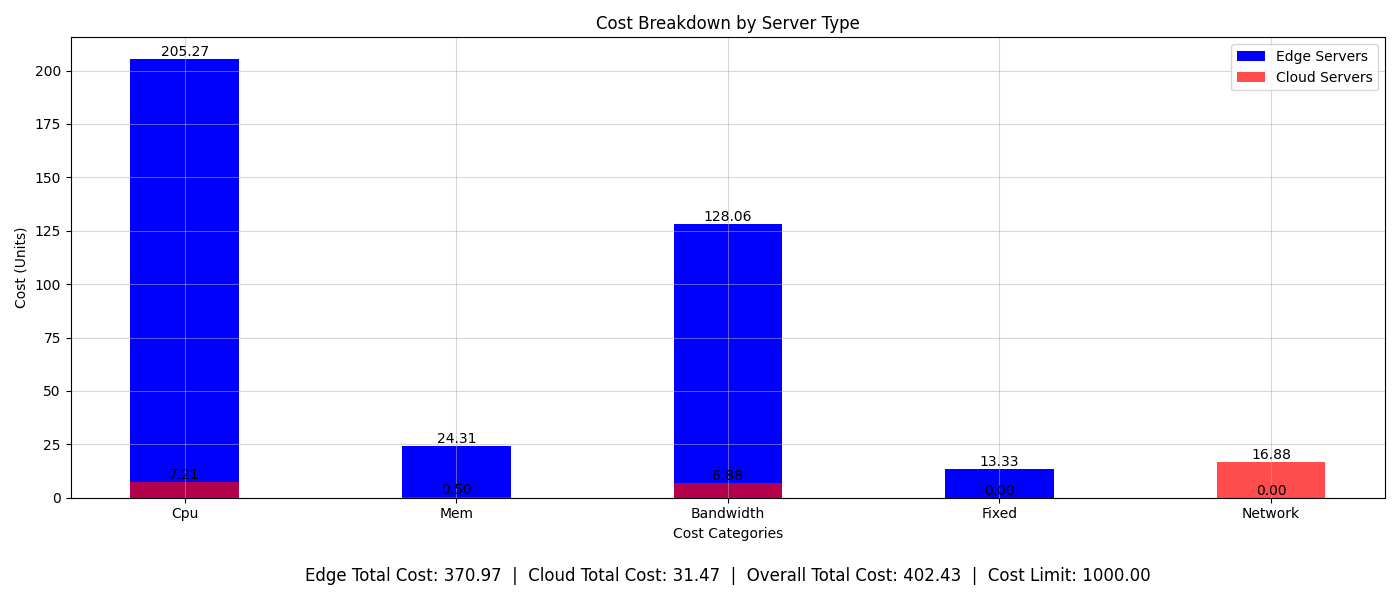 Cost Breakdown by Server Type
205.27
Edge Servers
Cloud Servers
200
175
150
128.06
125
100
75
50
24.31
25
16.88
13.33
7.21
6.88
0.50
0.00
0.00
0
Cost (Units)
Cpu Mem Bandwidth Fixed Network
Cost Categories
Edge Total Cost: 370.97 | Cloud Total Cost: 31.47 | Overall Total Cost: 402.43 | Cost Limit: 1000.00